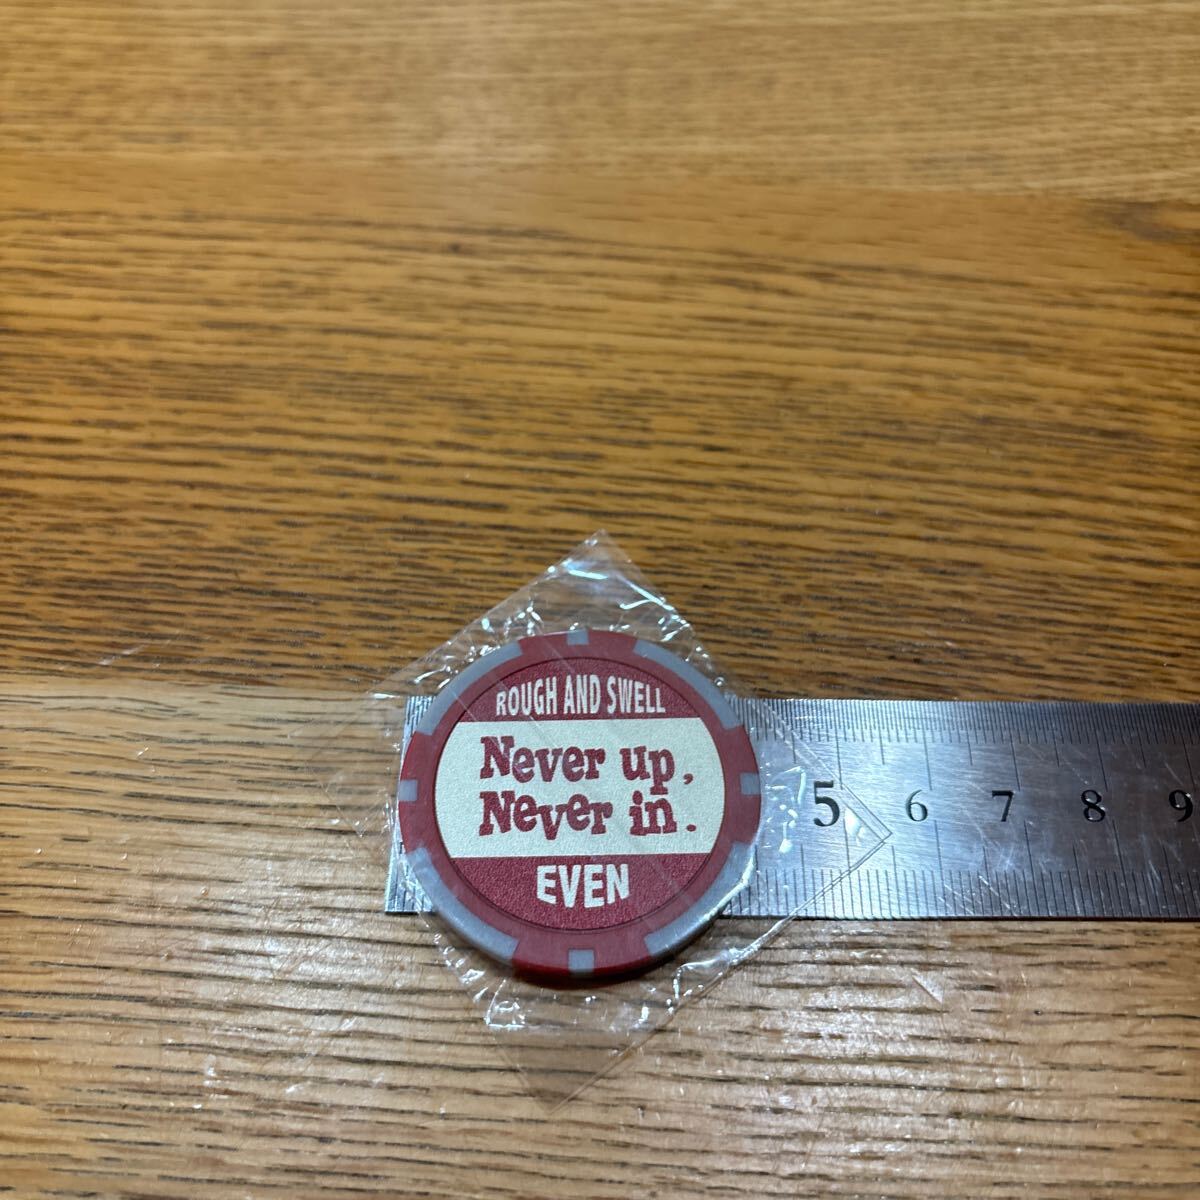 ROUGH AND SWELL
Never up,
Never in.
EVEN
5 6 7 8 9